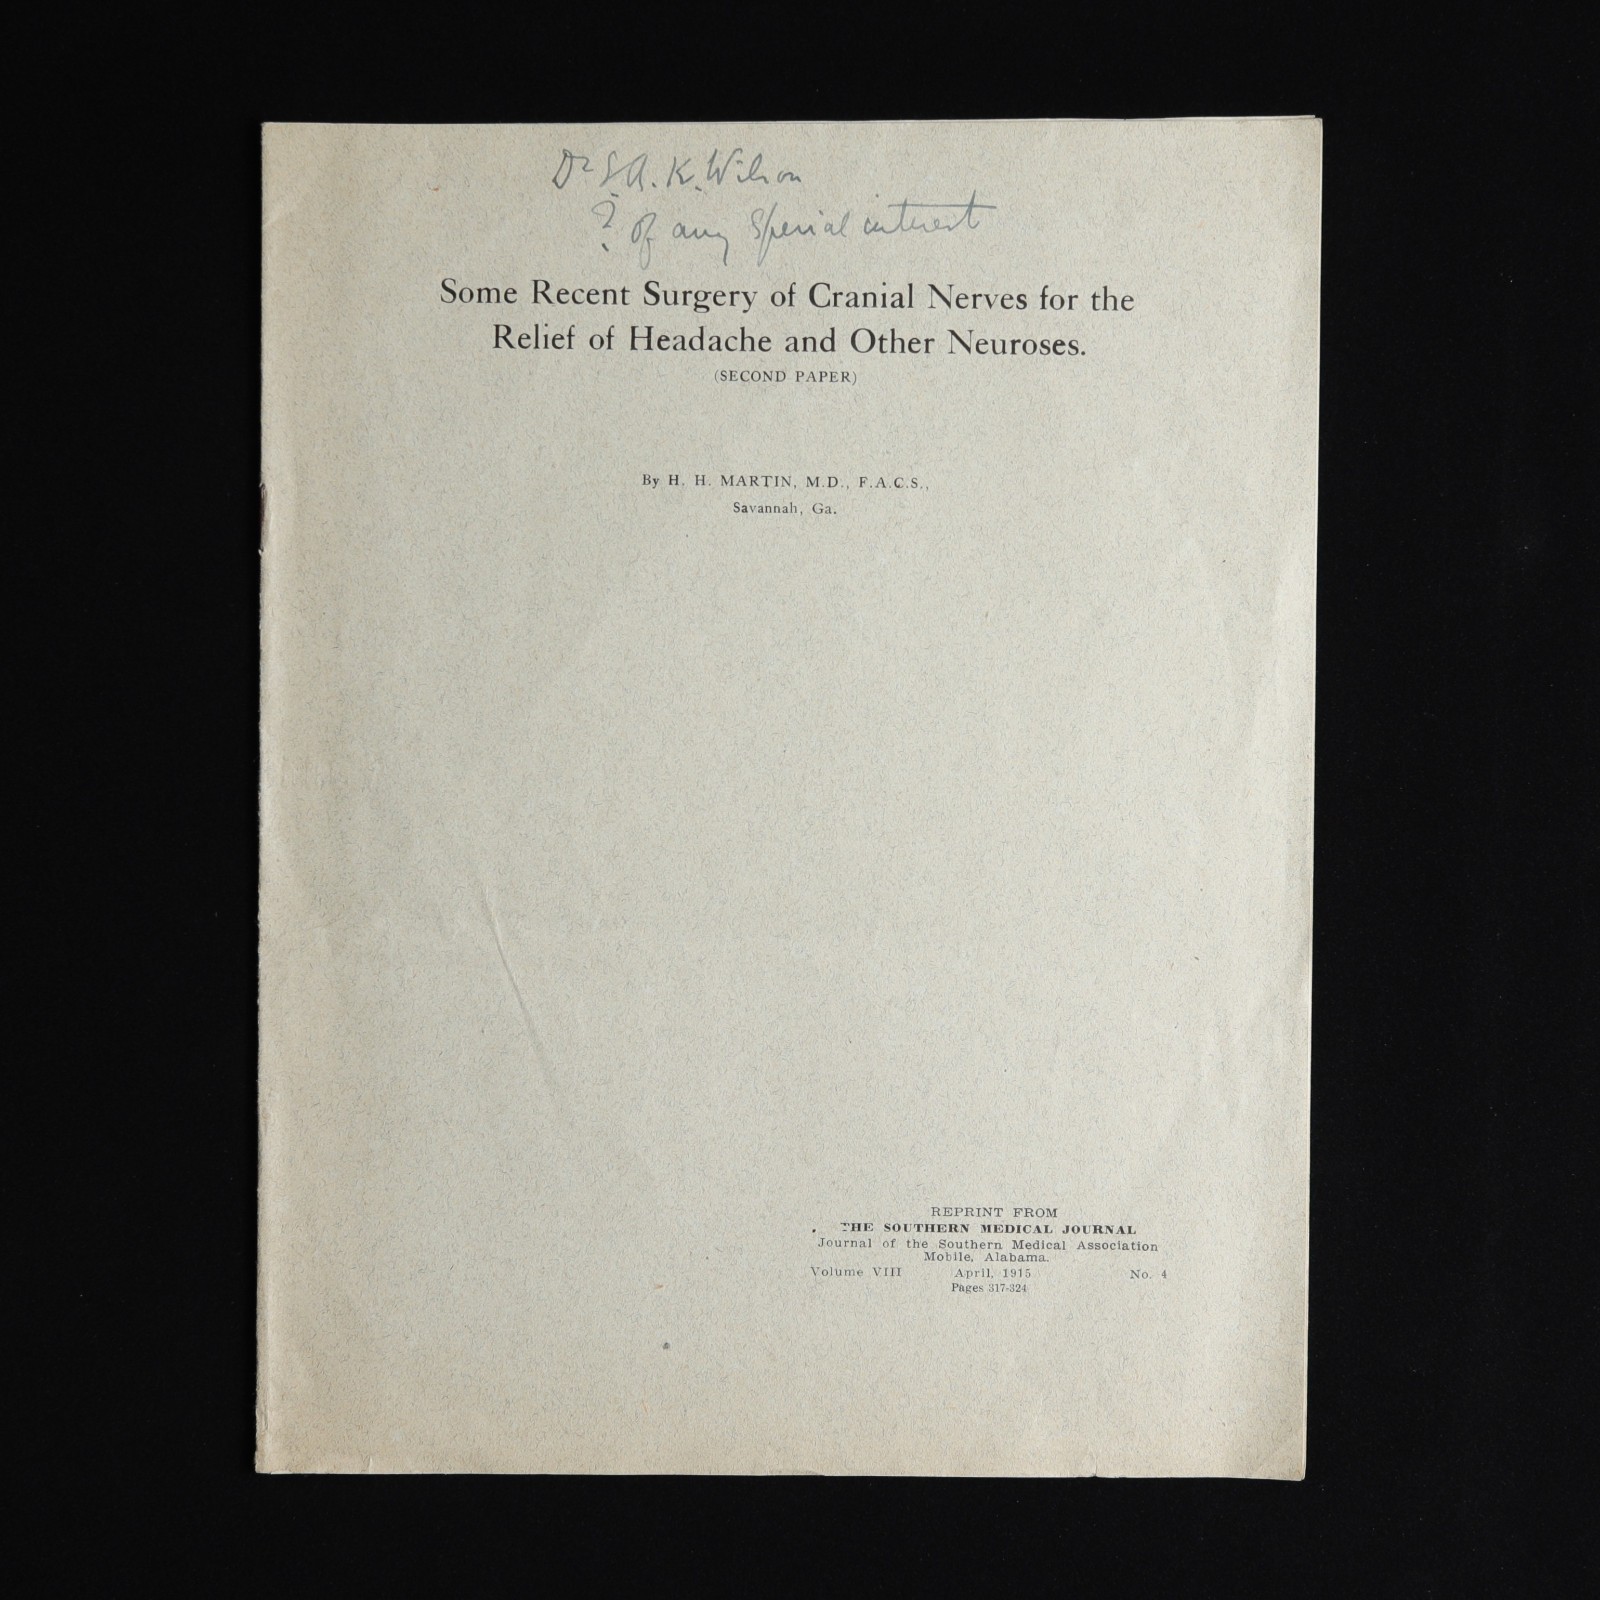 Dr S.A.K. Wilson
? of any special interest
Some Recent Surgery of Cranial Nerves for the
Relief of Headache and Other Neuroses.
(SECOND PAPER)
By H. H. MARTIN, M.D., F.A.C.S.,
Savannah, Ga.
REPRINT FROM
THE SOUTHERN MEDICAL JOURNAL
Journal of the Southern Medical Association
Mobile, Alabama.
Volume VIII April, 1915 No. 4
Pages 317-324